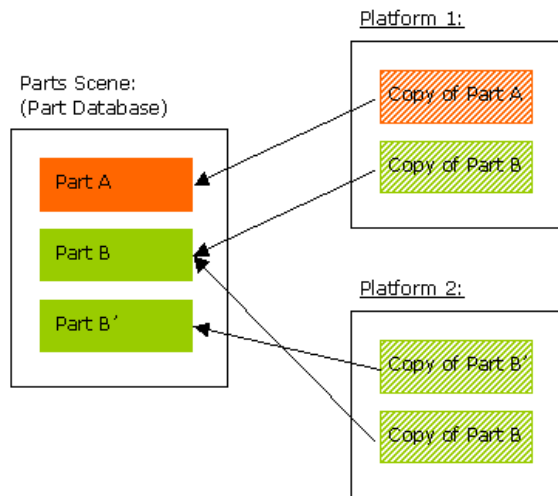 Parts Scene:
(Part Database)
Part A
Part B
Part B´
Platform 1:
Copy of Part A
Copy of Part B
Platform 2:
Copy of Part B´
Copy of Part B